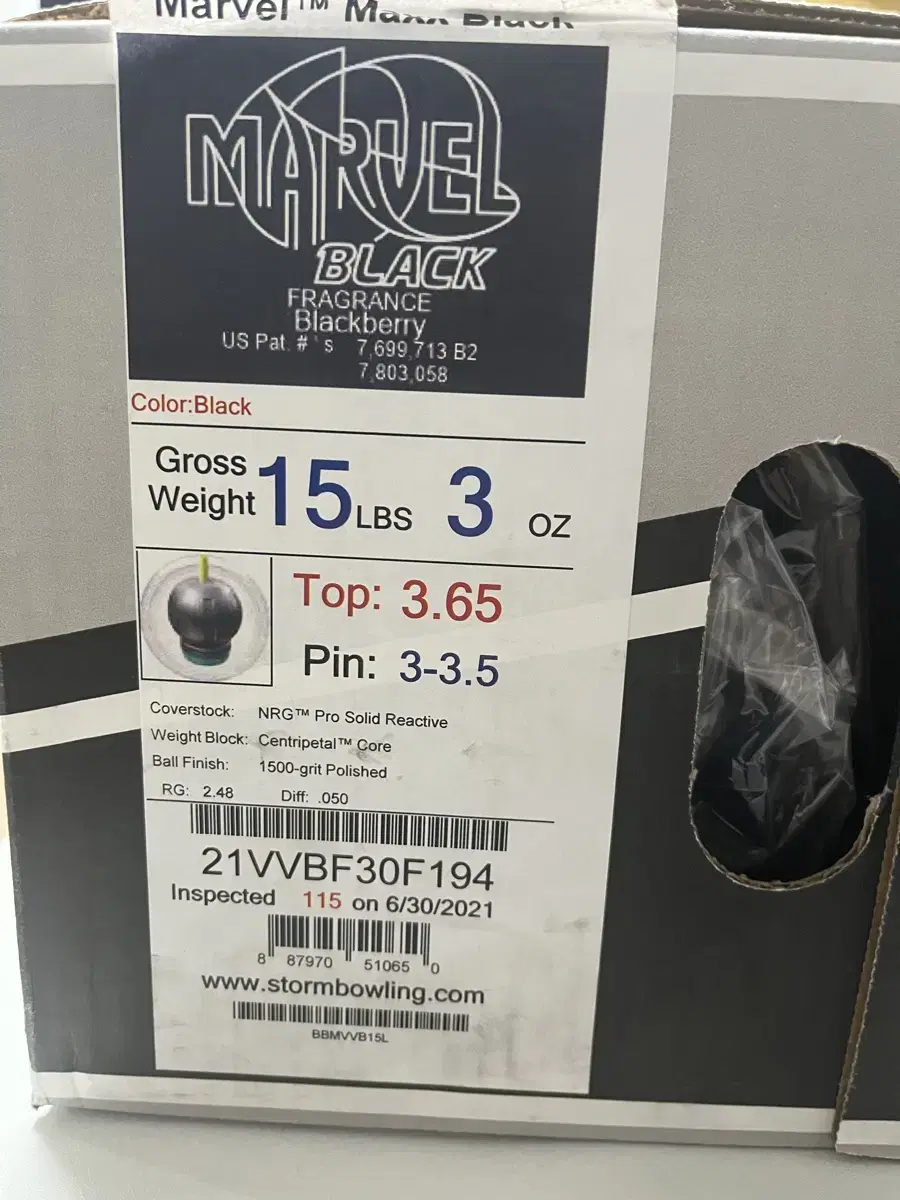 Marvel™ Maxx Black
MARVEL
BLACK
FRAGRANCE
Blackberry
US Pat. # 's 7,699,713 B2
7,803,058
Color:Black
Gross Weight 15 LBS 3 OZ
Top: 3.65
Pin: 3-3.5
Coverstock: NRG™ Pro Solid Reactive
Weight Block: Centripetal™ Core
Ball Finish: 1500-grit Polished
RG: 2.48 Diff: .050
21VVBF30F194
Inspected 115 on 6/30/2021
8 87970 51065 0
www.stormbowling.com
BBMVVB15L